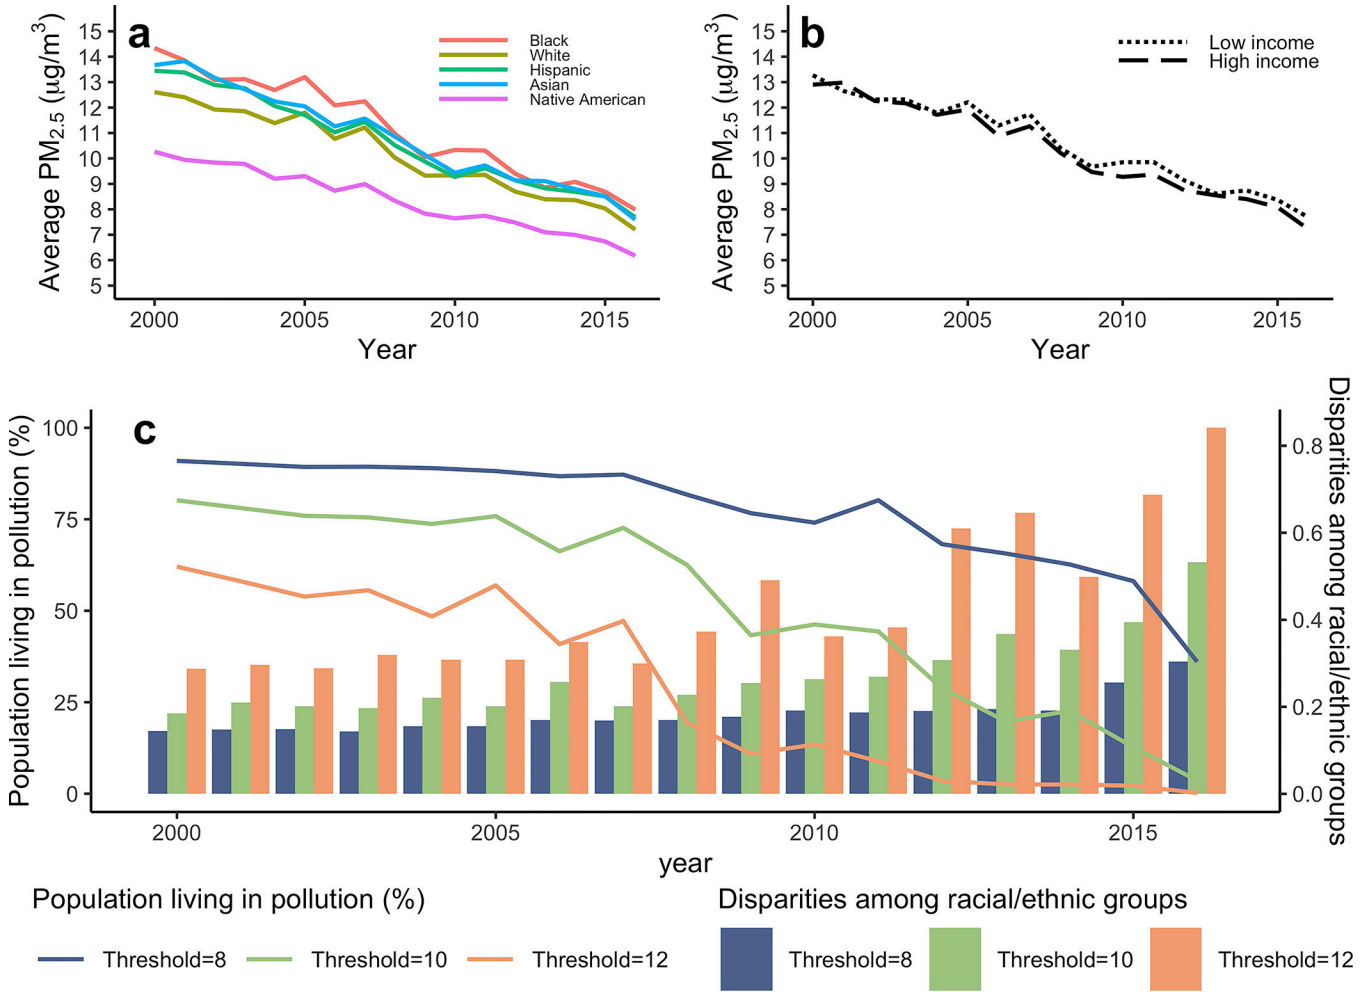 a
15
14
13
12
11
10
9
8
7
6
5
Average PM2.5 (µg/m³)
Black
White
Hispanic
Asian
Native American
2000 2005 2010 2015
Year
b
15
14
13
12
11
10
9
8
7
6
5
Average PM2.5 (µg/m³)
Low income
High income
2000 2005 2010 2015
Year
c
100
75
50
25
0
Population living in pollution (%)
0.8
0.6
0.4
0.2
0.0
Disparities among racial/ethnic groups
2000 2005 2010 2015
year
Population living in pollution (%)
Threshold=8 Threshold=10 Threshold=12
Disparities among racial/ethnic groups
Threshold=8 Threshold=10 Threshold=12